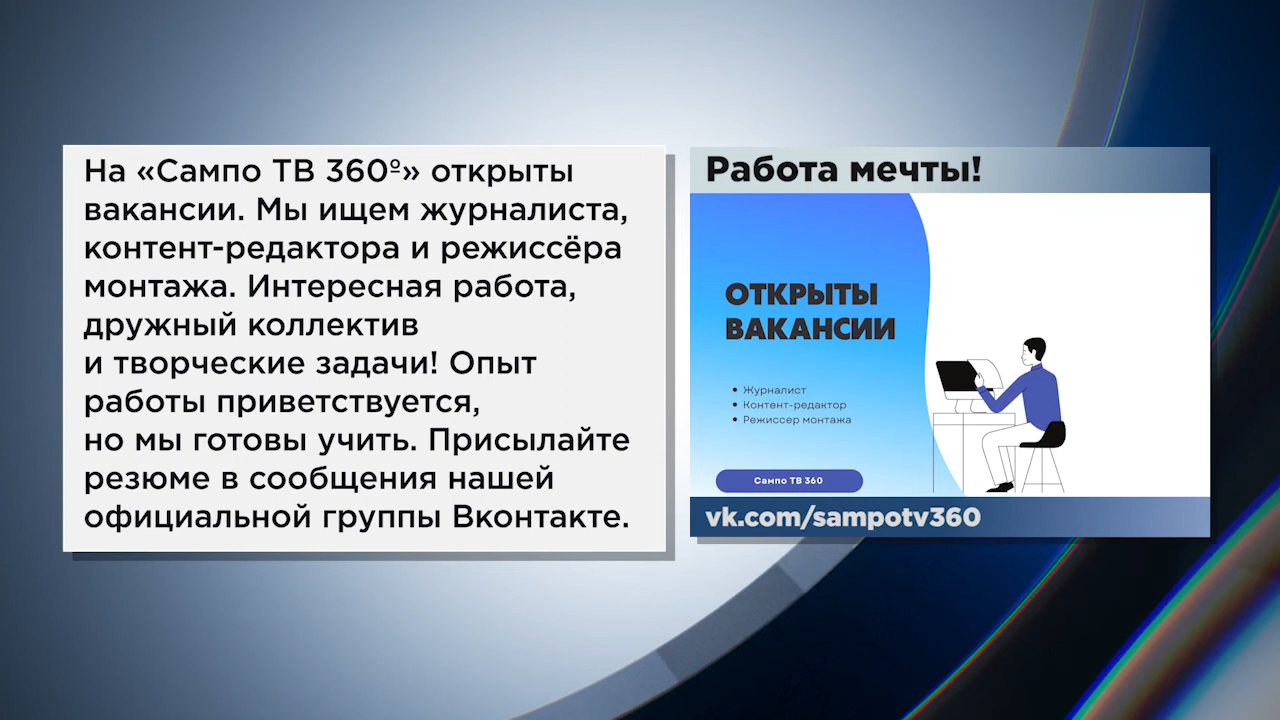 На «Сампо ТВ 360º» открыты
вакансии. Мы ищем журналиста,
контент-редактора и режиссёра
монтажа. Интересная работа,
дружный коллектив
и творческие задачи! Опыт
работы приветствуется,
но мы готовы учить. Присылайте
резюме в сообщения нашей
официальной группы Вконтакте.
Работа мечты!
ОТКРЫТЫ
ВАКАНСИИ
• Журналист
• Контент-редактор
• Режиссер монтажа
Сампо ТВ 360
vk.com/sampotv360